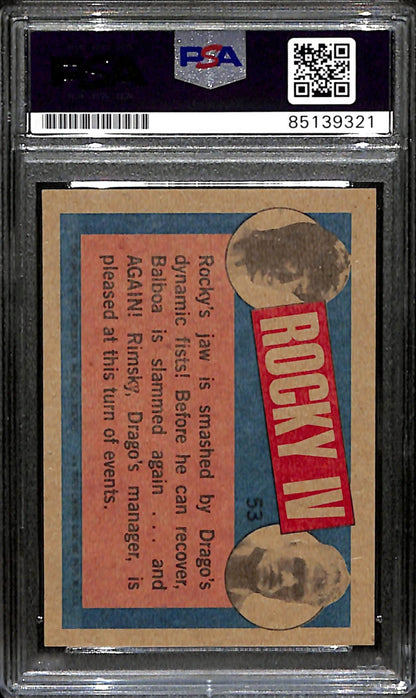 PSA
85139321
ROCKY IV
53
Rocky's jaw is smashed by Drago's
dynamic fists! Before he can recover,
Balboa is slammed again . . . and
AGAIN! Rimsky, Drago's manager, is
pleased at this turn of events.